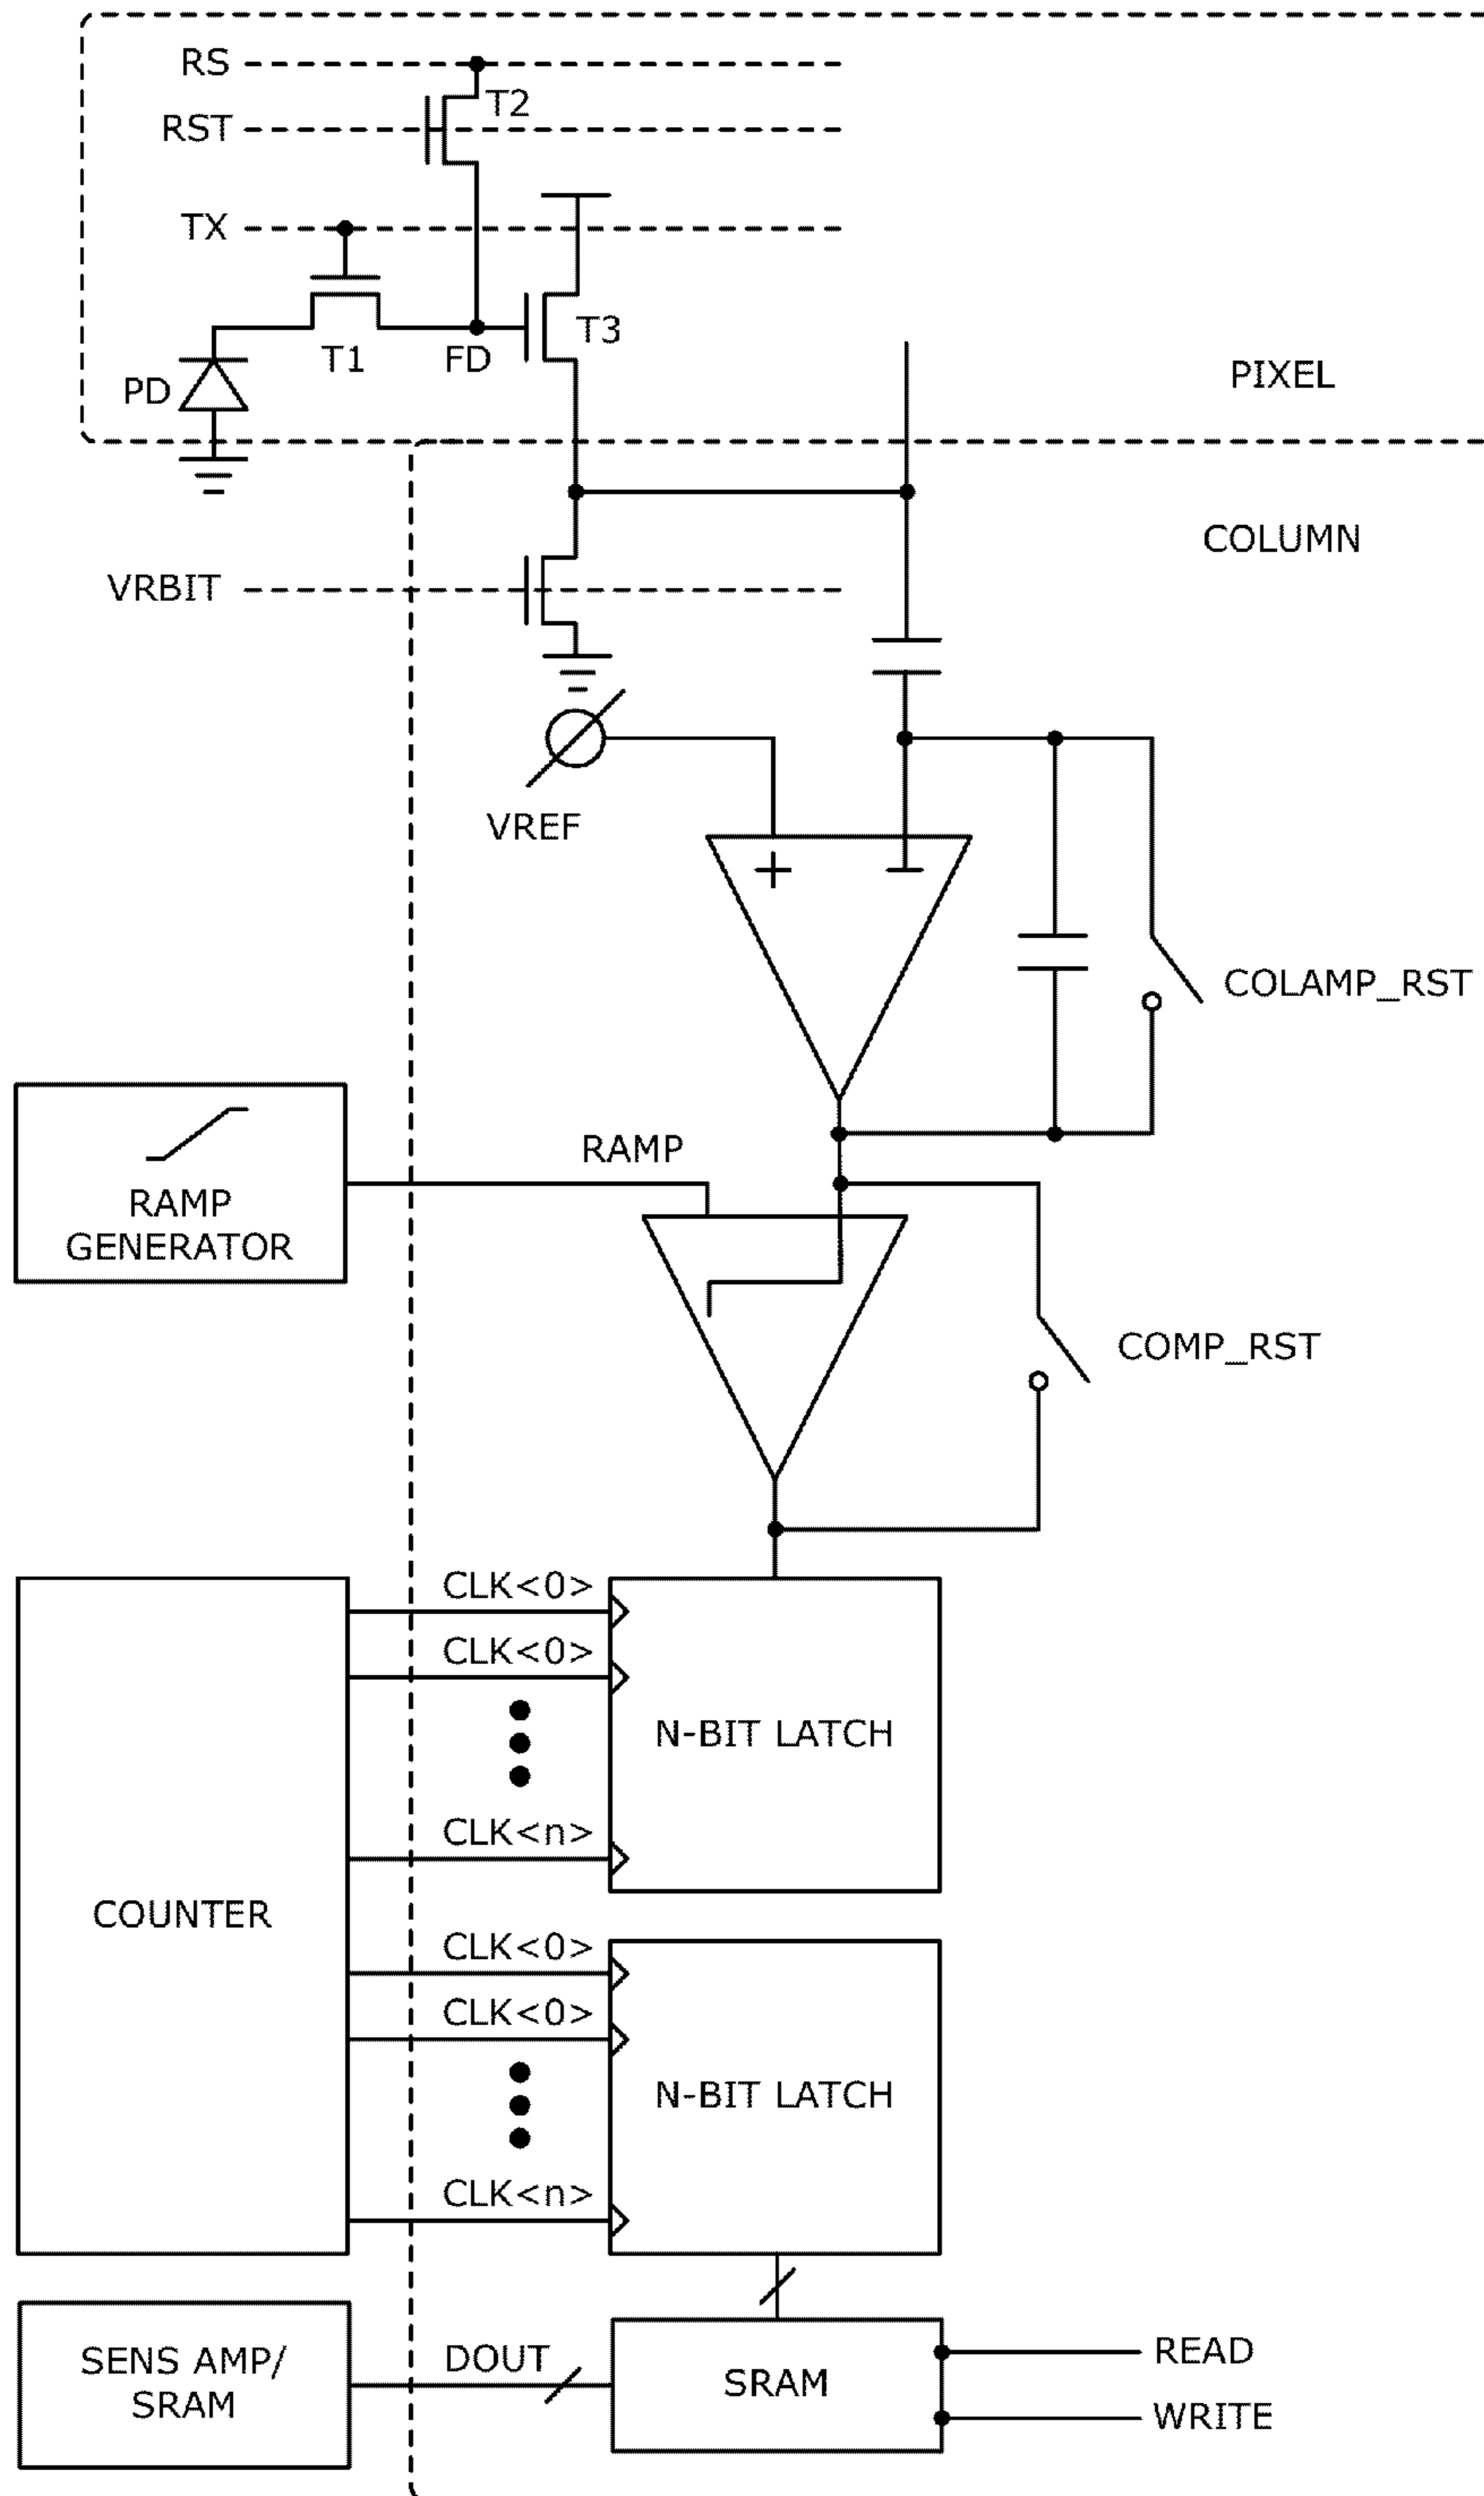 RS
T2
RST
TX
T3
T1
FD
PD
PIXEL
COLUMN
VRBIT
VREF
+
COLAMP_RST
RAMP
RAMP
GENERATOR
COMP_RST
CLK<0>
CLK<0>
N-BIT LATCH
CLK<n>
COUNTER
CLK<0>
CLK<0>
N-BIT LATCH
CLK<n>
SENS AMP/
SRAM
DOUT
SRAM
READ
WRITE